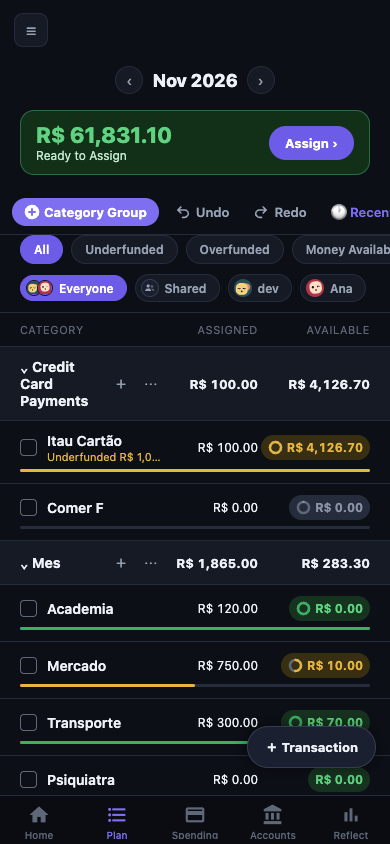 Nov 2026
R$ 61,831.10
Ready to Assign
Assign ›
Category Group
Undo
Redo
Recen
All
Underfunded
Overfunded
Money Availab
Everyone
Shared
dev
Ana
CATEGORY ASSIGNED AVAILABLE
Credit Card Payments + ... R$ 100.00 R$ 4,126.70
Itau Cartão R$ 100.00 R$ 4,126.70
Underfunded R$ 1,0...
Comer F R$ 0.00 R$ 0.00
Mes + ... R$ 1,865.00 R$ 283.30
Academia R$ 120.00 R$ 0.00
Mercado R$ 750.00 R$ 10.00
Transporte R$ 300.00 R$ 70.00
+ Transaction
Psiquiatra R$ 0.00 R$ 0.00
Home Plan Spending Accounts Reflect